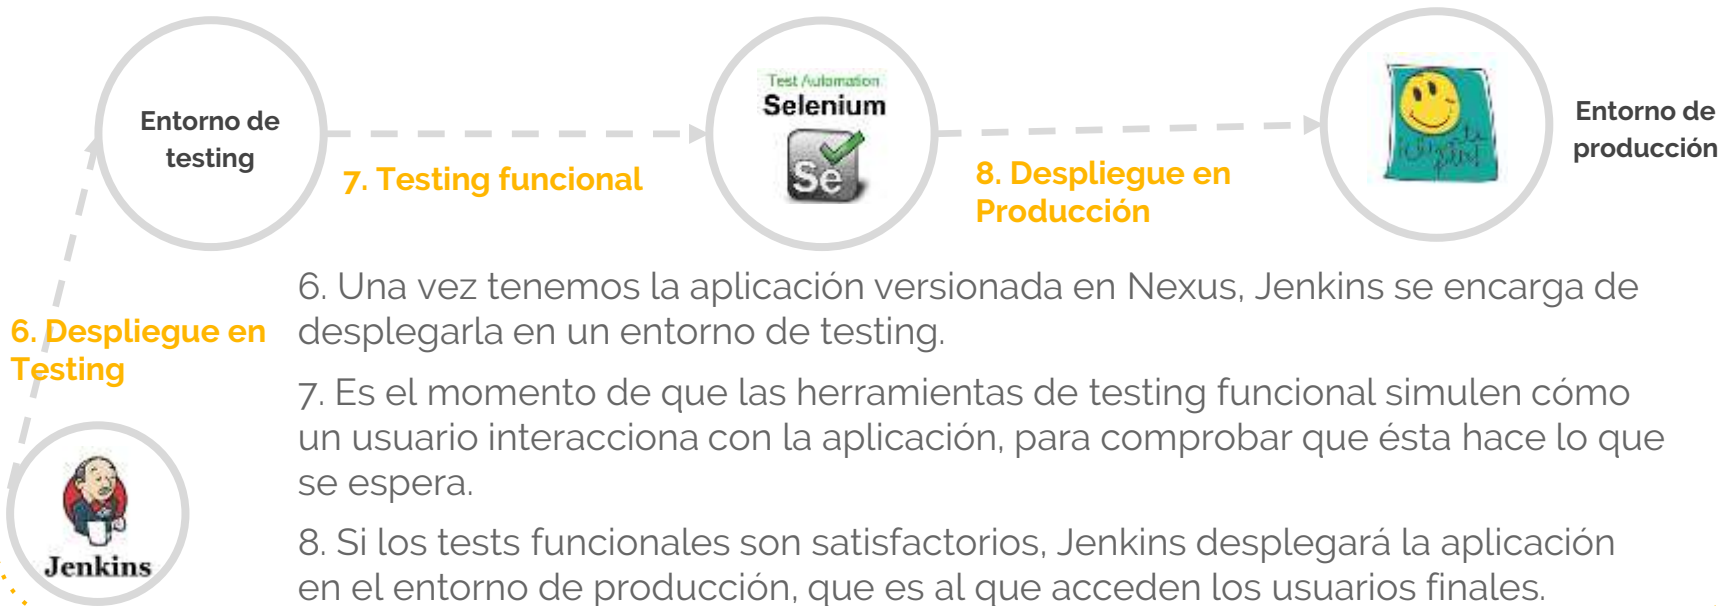 Entorno de
testing
7. Testing funcional
Test Automation
Selenium
Se
8. Despliegue en
Producción
Entorno de
producción
6. Despliegue en
Testing
Jenkins
6. Una vez tenemos la aplicación versionada en Nexus, Jenkins se encarga de
desplegarla en un entorno de testing.
7. Es el momento de que las herramientas de testing funcional simulen cómo
un usuario interacciona con la aplicación, para comprobar que ésta hace lo que
se espera.
8. Si los tests funcionales son satisfactorios, Jenkins desplegará la aplicación
en el entorno de producción, que es al que acceden los usuarios finales.